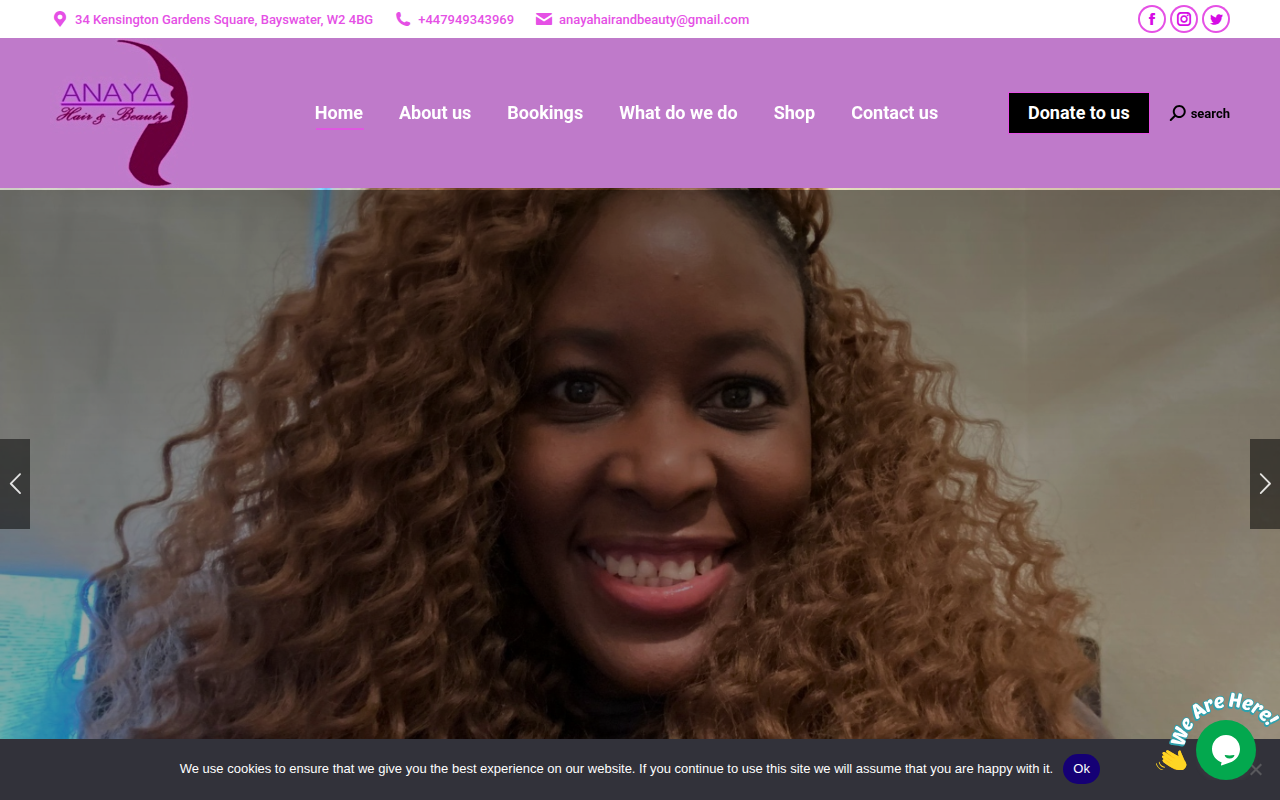 34 Kensington Gardens Square, Bayswater, W2 4BG
+447949343969
anayahairandbeauty@gmail.com
ANAYA
Hair & Beauty
Home
About us
Bookings
What do we do
Shop
Contact us
Donate to us
search
We Are Here!
We use cookies to ensure that we give you the best experience on our website. If you continue to use this site we will assume that you are happy with it.
Ok